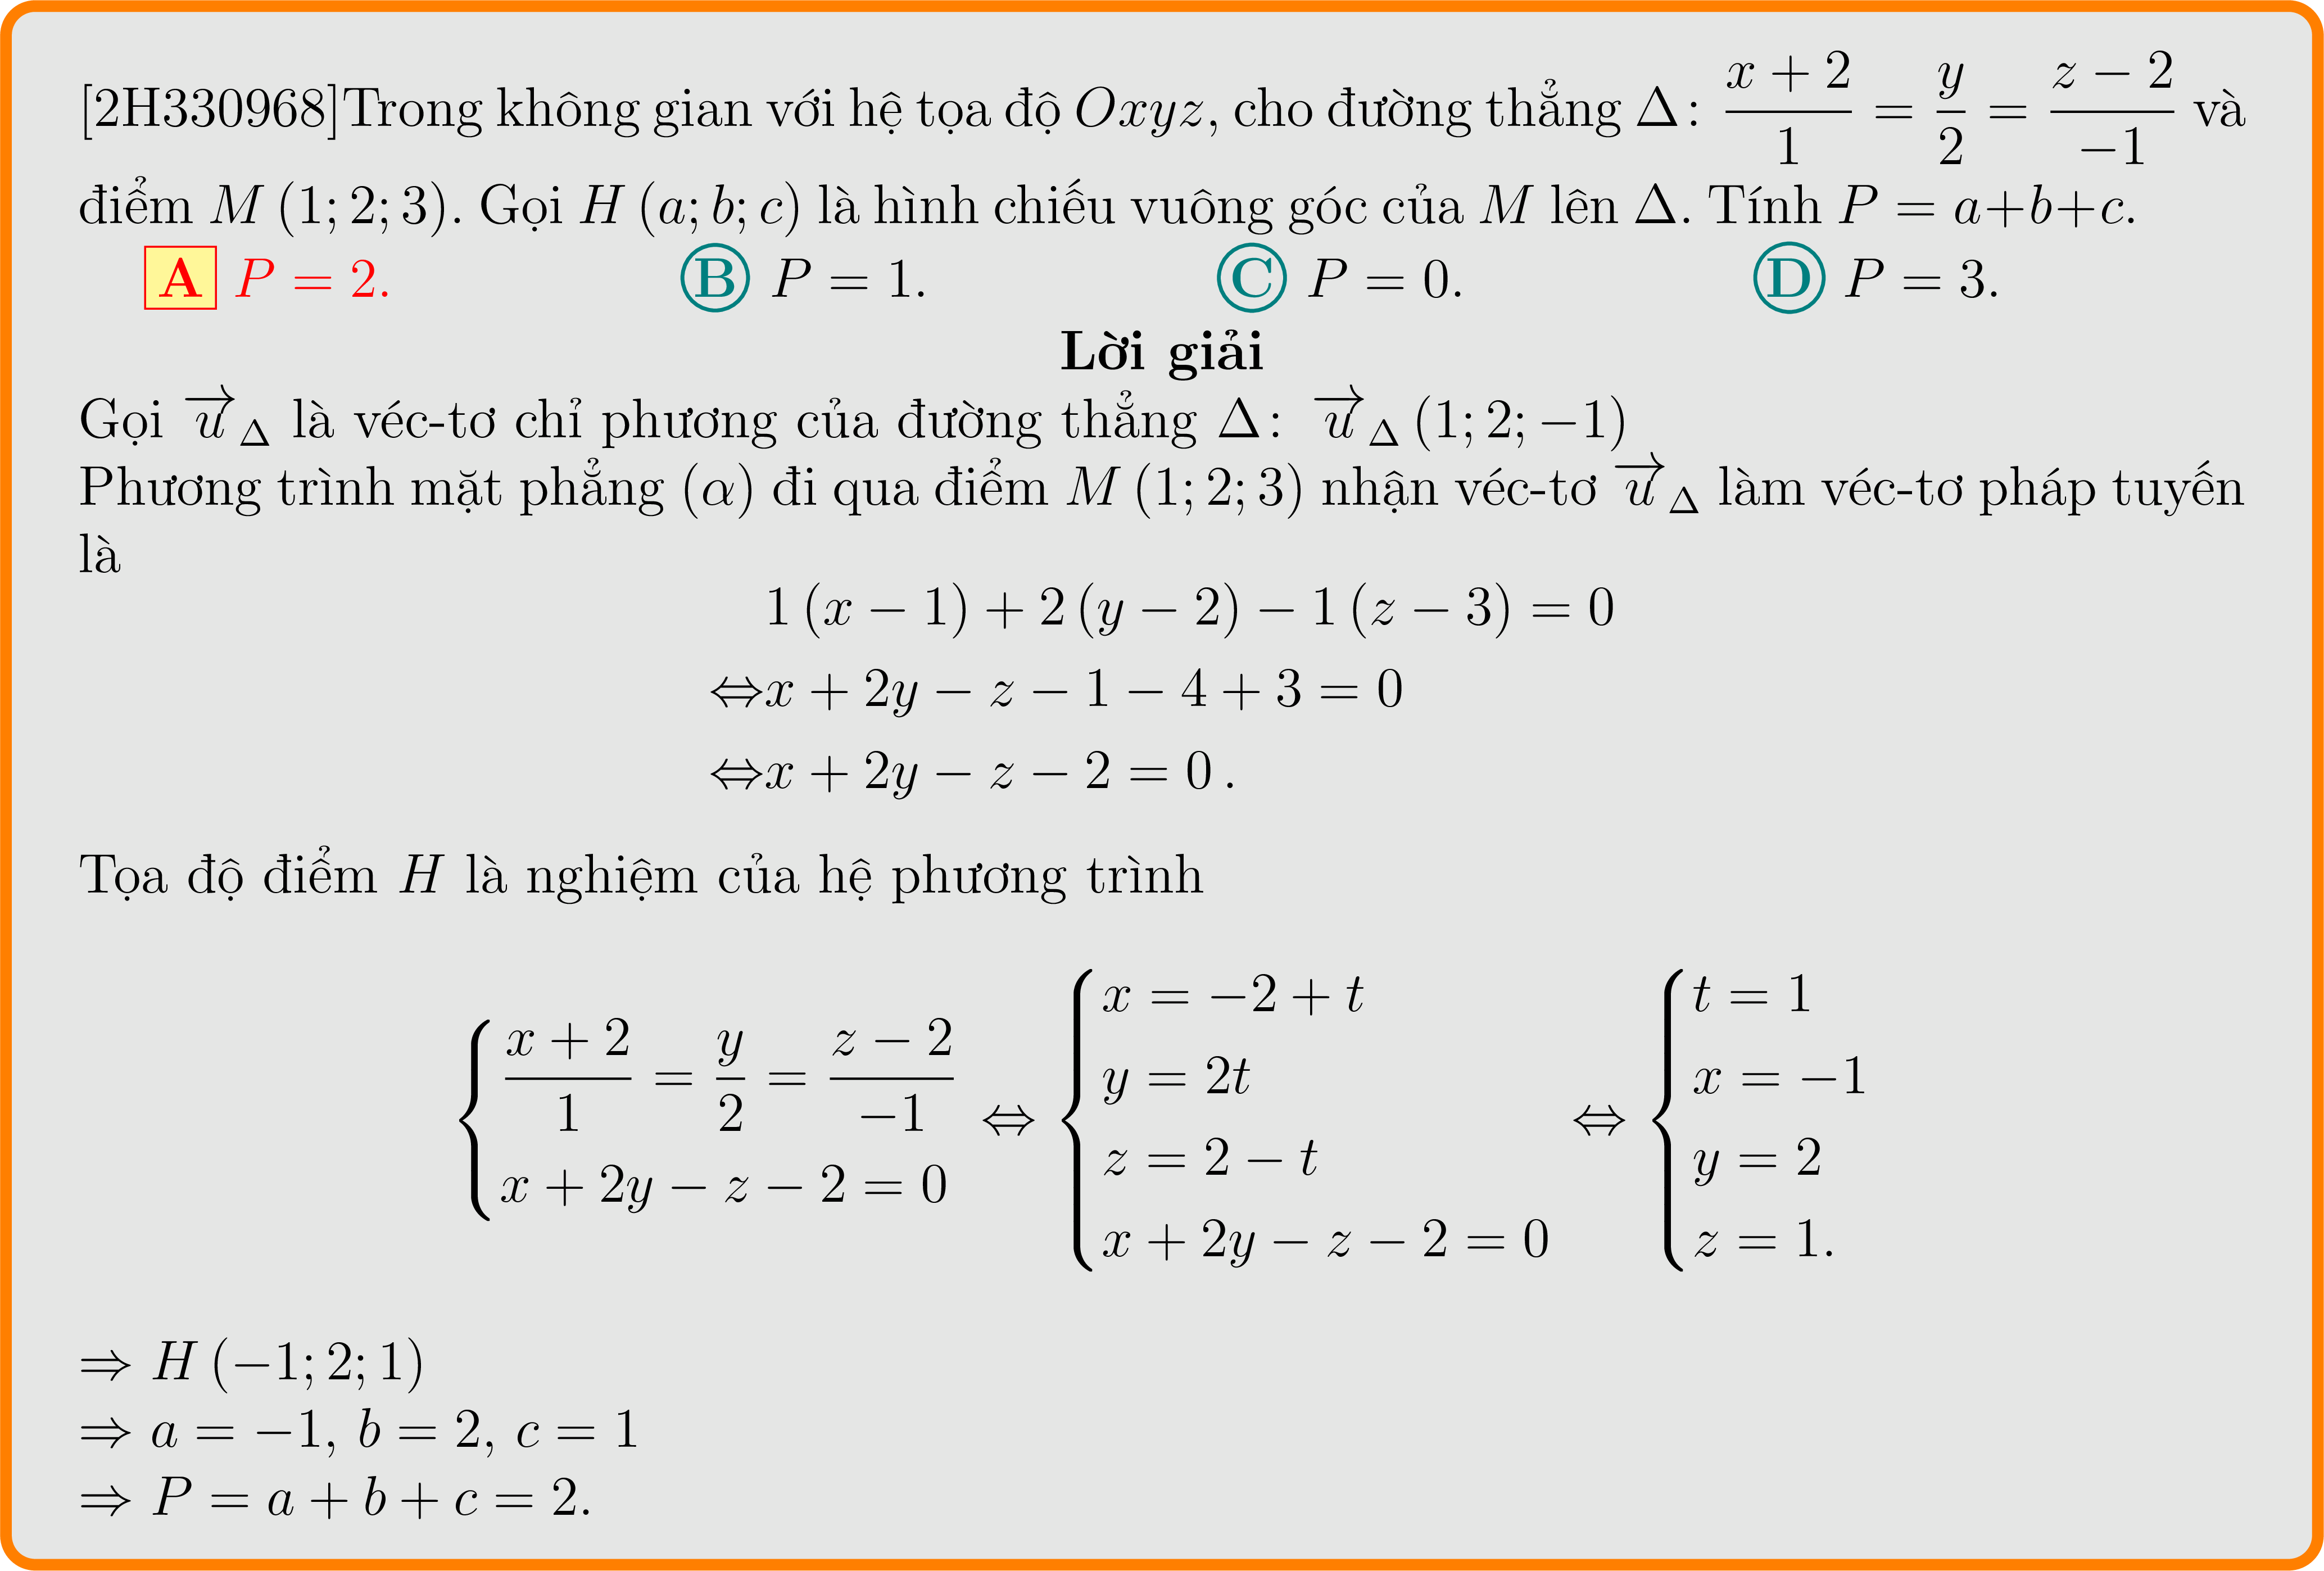 [2H330968]Trong không gian với hệ tọa độ $Oxyz$, cho đường thẳng $\Delta\colon \dfrac{x+2}{1} = \dfrac{y}{2} = \dfrac{z-2}{-1}$ và
điểm $M(1;2;3)$. Gọi $H(a;b;c)$ là hình chiếu vuông góc của $M$ lên $\Delta$. Tính $P = a+b+c$.
A $P = 2.$ B $P = 1.$ C $P = 0.$ D $P = 3.$
Lời giải
Gọi $\overrightarrow{u}_{\Delta}$ là véc-tơ chỉ phương của đường thẳng $\Delta\colon \overrightarrow{u}_{\Delta}(1;2;-1)$
Phương trình mặt phẳng $(\alpha)$ đi qua điểm $M(1;2;3)$ nhận véc-tơ $\overrightarrow{u}_{\Delta}$ làm véc-tơ pháp tuyến
là
$1(x-1)+2(y-2)-1(z-3)=0$
$\Leftrightarrow x+2y-z-1-4+3=0$
$\Leftrightarrow x+2y-z-2=0.$
Tọa độ điểm $H$ là nghiệm của hệ phương trình
$\begin{cases} \dfrac{x+2}{1} = \dfrac{y}{2} = \dfrac{z-2}{-1} \\ x+2y-z-2=0 \end{cases} \Leftrightarrow \begin{cases} x=-2+t \\ y=2t \\ z=2-t \\ x+2y-z-2=0 \end{cases} \Leftrightarrow \begin{cases} t=1 \\ x=-1 \\ y=2 \\ z=1. \end{cases}$
$\Rightarrow H(-1;2;1)$
$\Rightarrow a=-1, b=2, c=1$
$\Rightarrow P=a+b+c=2.$